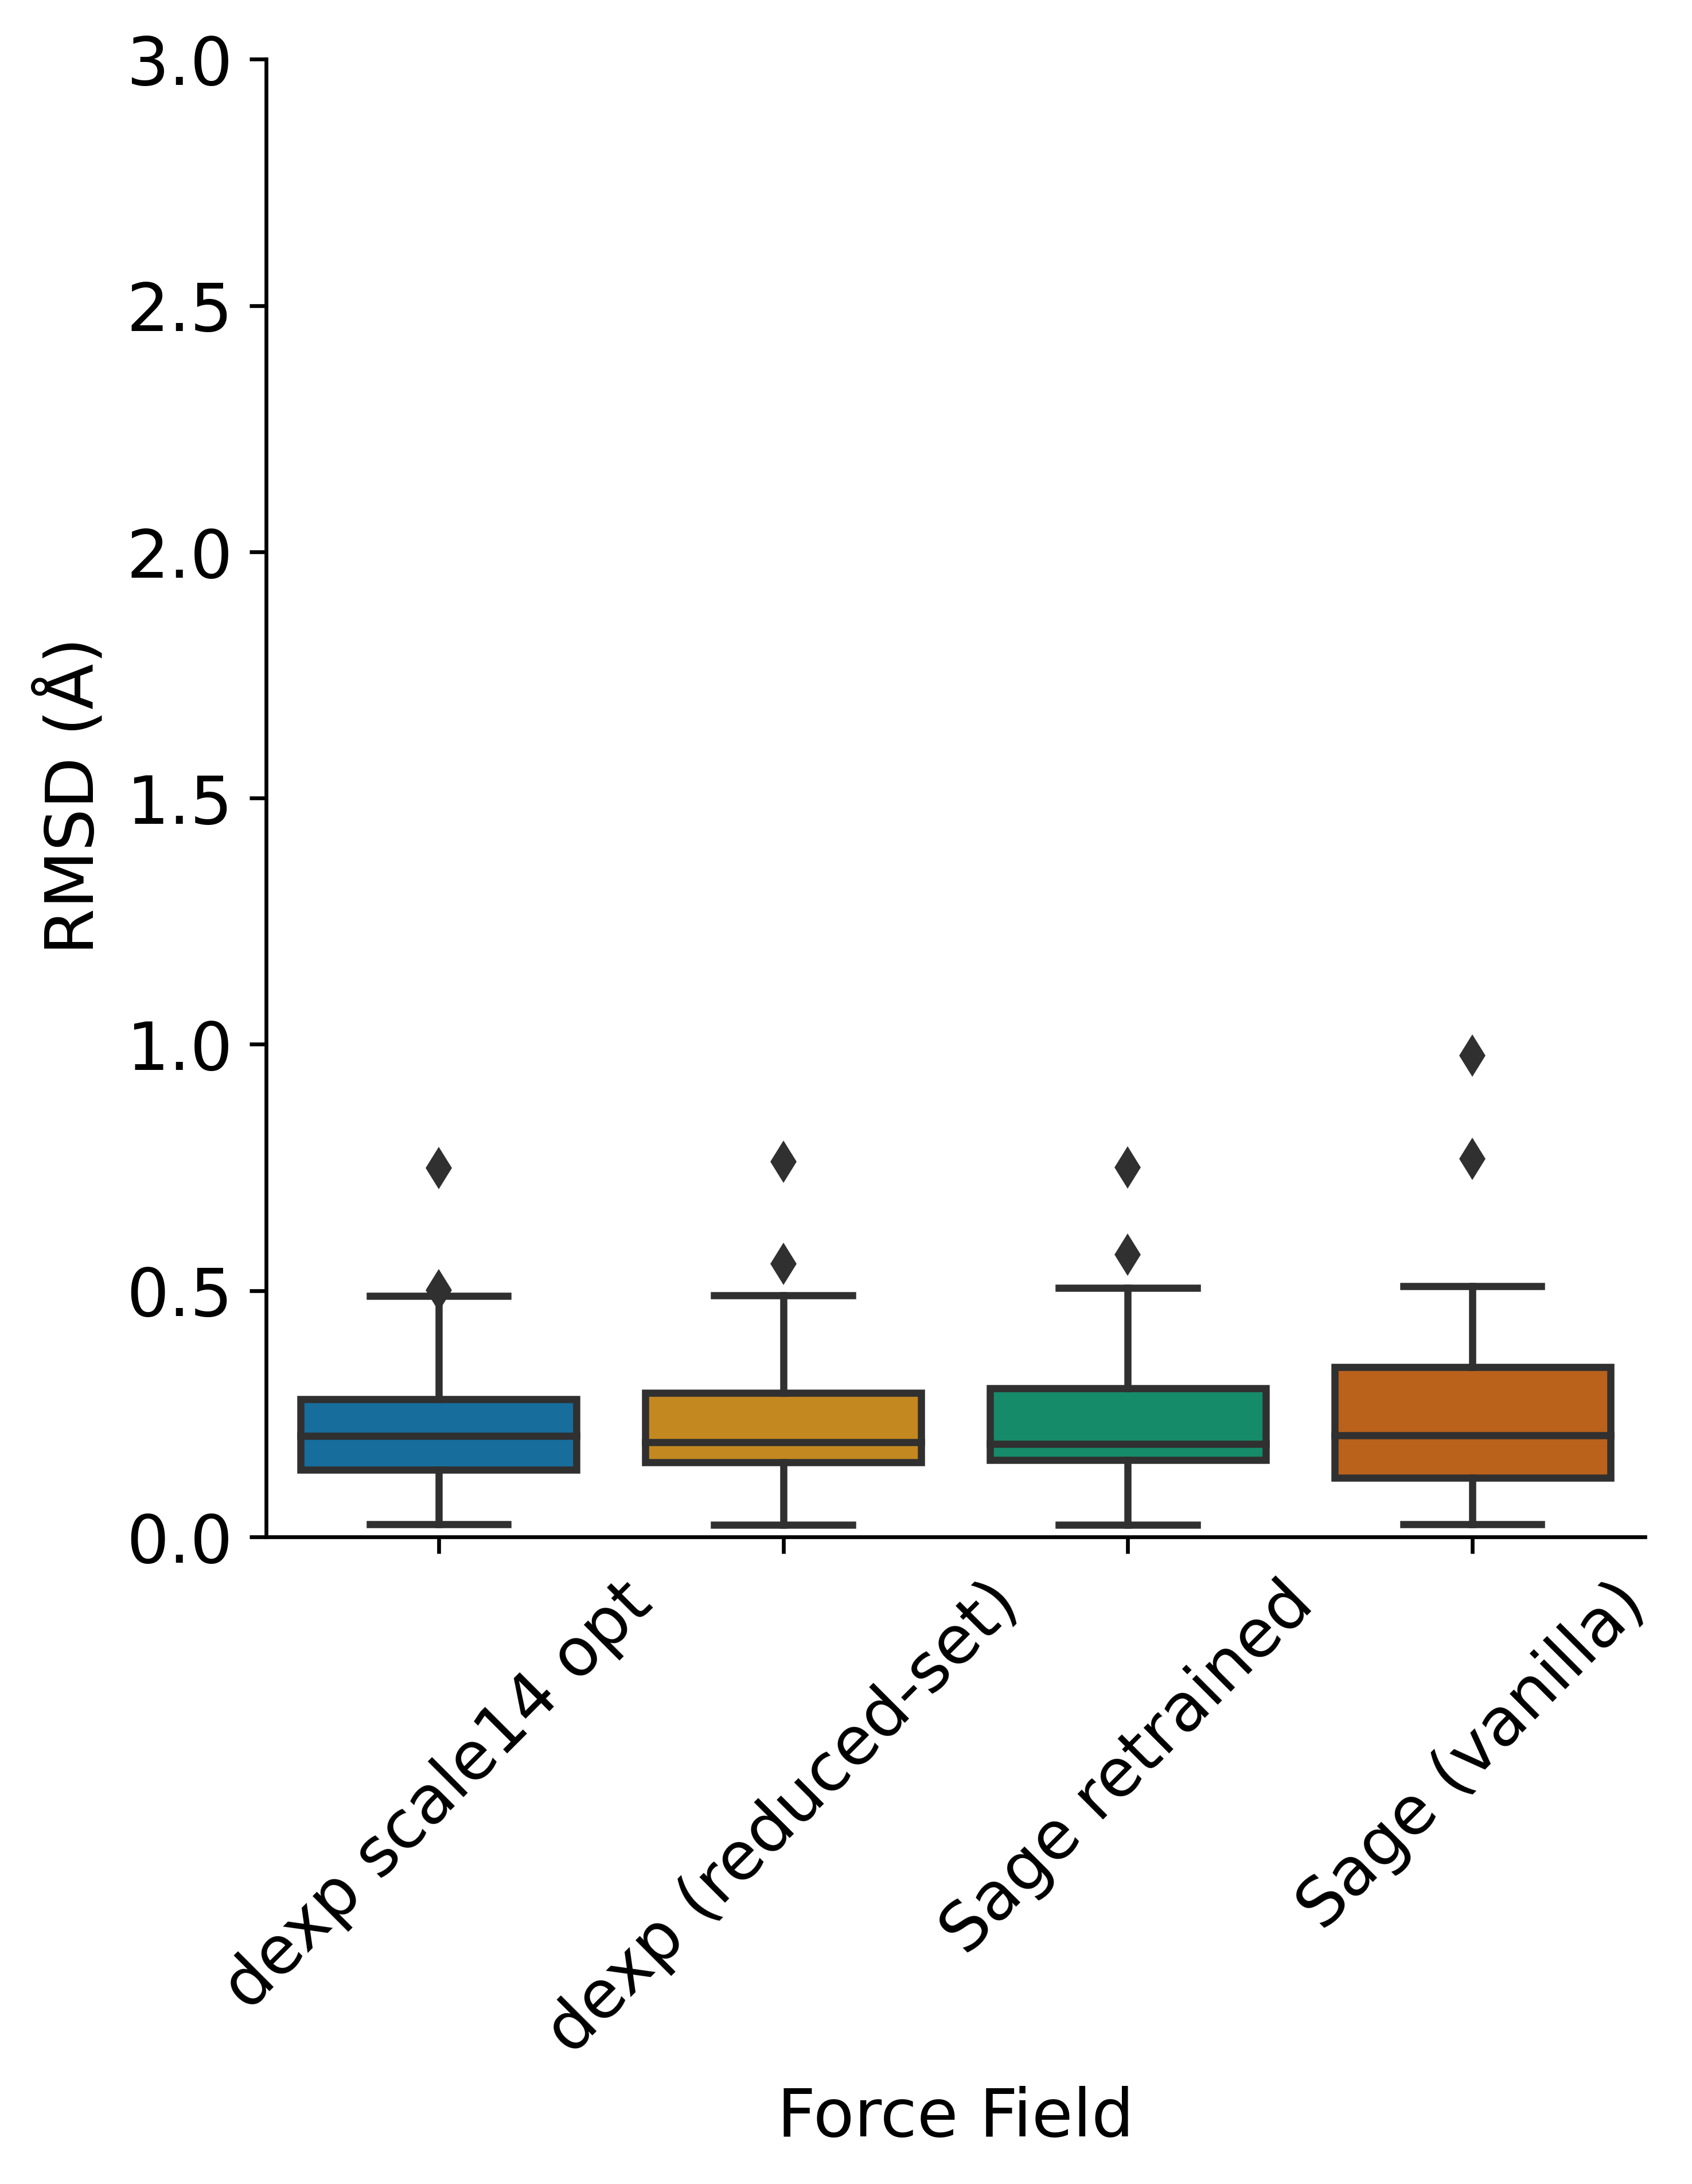 3.0
2.5
2.0
1.5
1.0
0.5
0.0
RMSD (Å)
dexp scale14 opt
dexp (reduced-set)
Sage retrained
Sage (vanilla)
Force Field